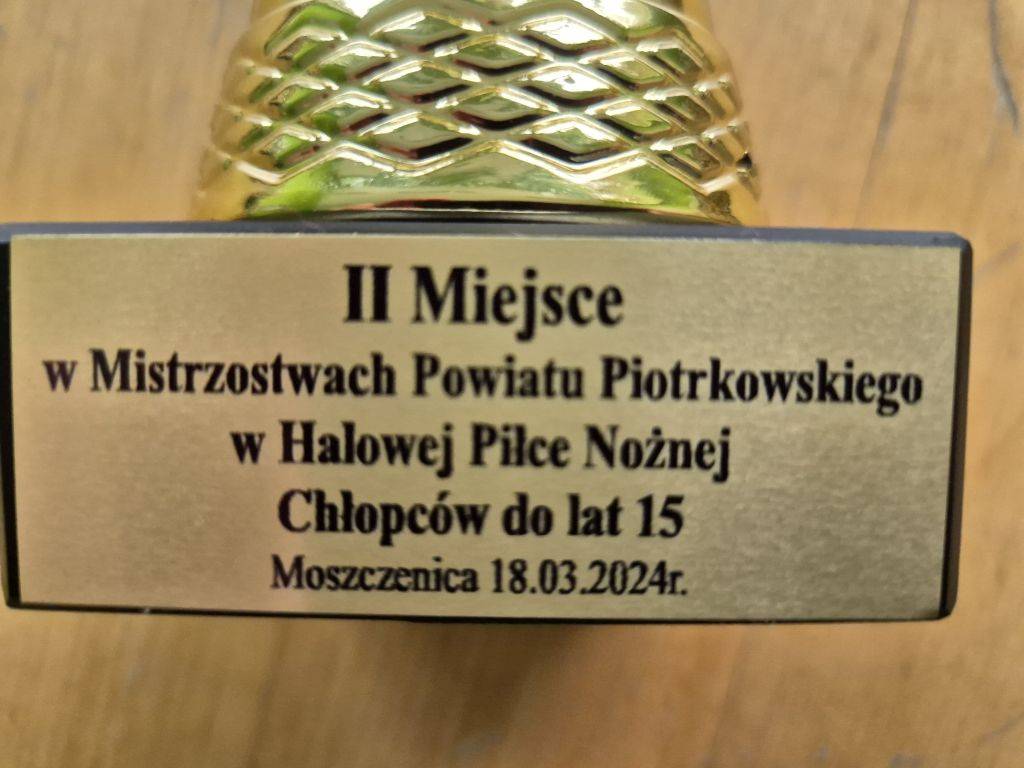 II Miejsce
w Mistrzostwach Powiatu Piotrkowskiego
w Halowej Piłce Nożnej
Chłopców do lat 15
Moszczenica 18.03.2024r.